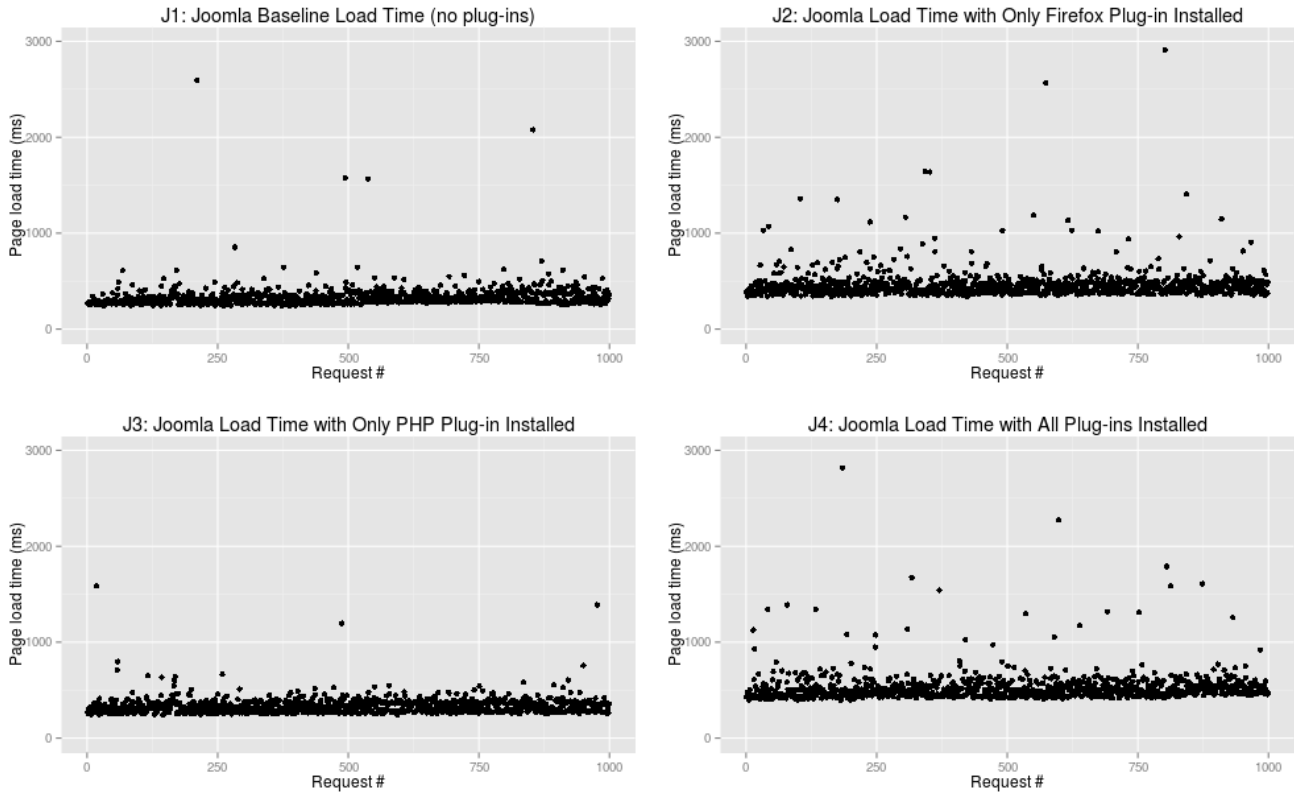 J1: Joomla Baseline Load Time (no plug-ins)
Page load time (ms)
3000
2000
1000
0
0 250 500 750 1000
Request #
J2: Joomla Load Time with Only Firefox Plug-in Installed
Page load time (ms)
3000
2000
1000
0
0 250 500 750 1000
Request #
J3: Joomla Load Time with Only PHP Plug-in Installed
Page load time (ms)
3000
2000
1000
0
0 250 500 750 1000
Request #
J4: Joomla Load Time with All Plug-ins Installed
Page load time (ms)
3000
2000
1000
0
0 250 500 750 1000
Request #